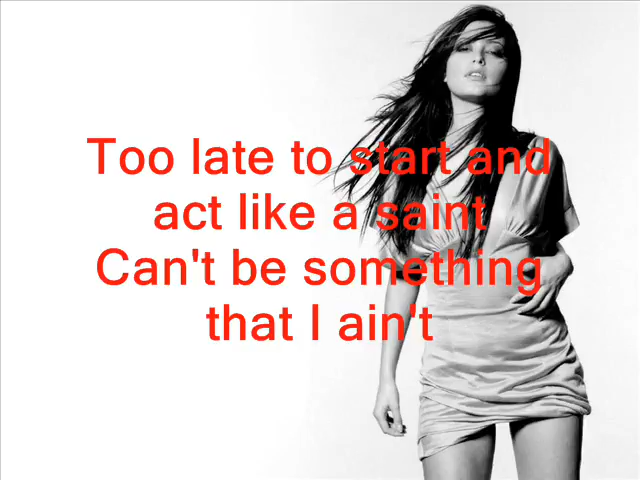 Too late to start and
act like a saint
Can't be something
that I ain't